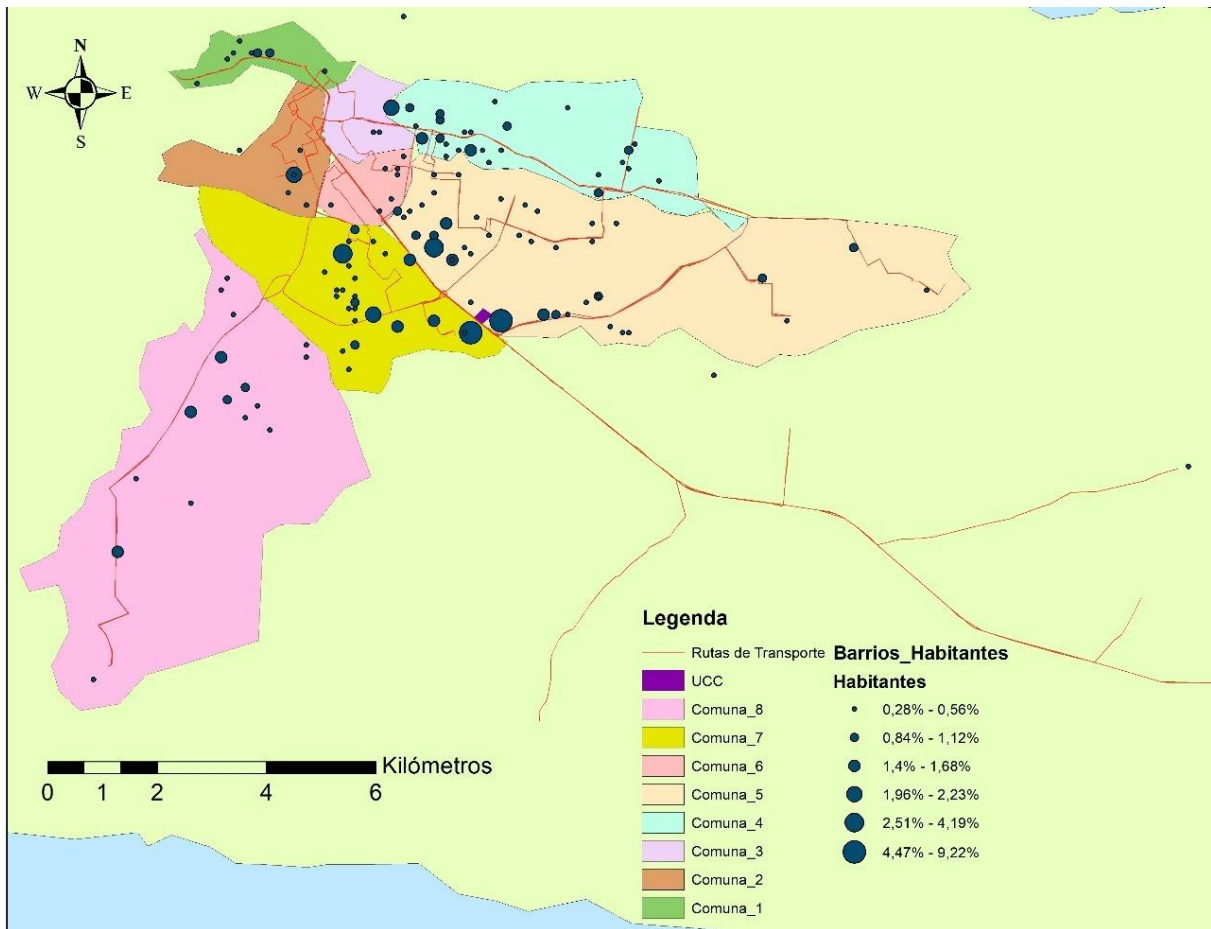 N
W E
S
Legenda
Rutas de Transporte
UCC
Comuna_8
Comuna_7
Comuna_6
Comuna_5
Comuna_4
Comuna_3
Comuna_2
Comuna_1
Barrios_Habitantes
Habitantes
0,28% - 0,56%
0,84% - 1,12%
1,4% - 1,68%
1,96% - 2,23%
2,51% - 4,19%
4,47% - 9,22%
Kilómetros
0 1 2 4 6